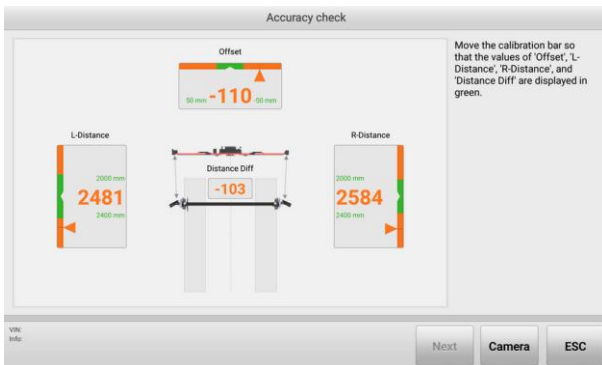 Accuracy check
Offset
50 mm -110 -50 mm
L-Distance
2000 mm
2481
2400 mm
Distance Diff
-103
R-Distance
2000 mm
2584
2400 mm
Move the calibration bar so
that the values of 'Offset', 'L-
Distance', 'R-Distance', and
'Distance Diff' are displayed in
green.
VIN:
Info:
Next
Camera
ESC